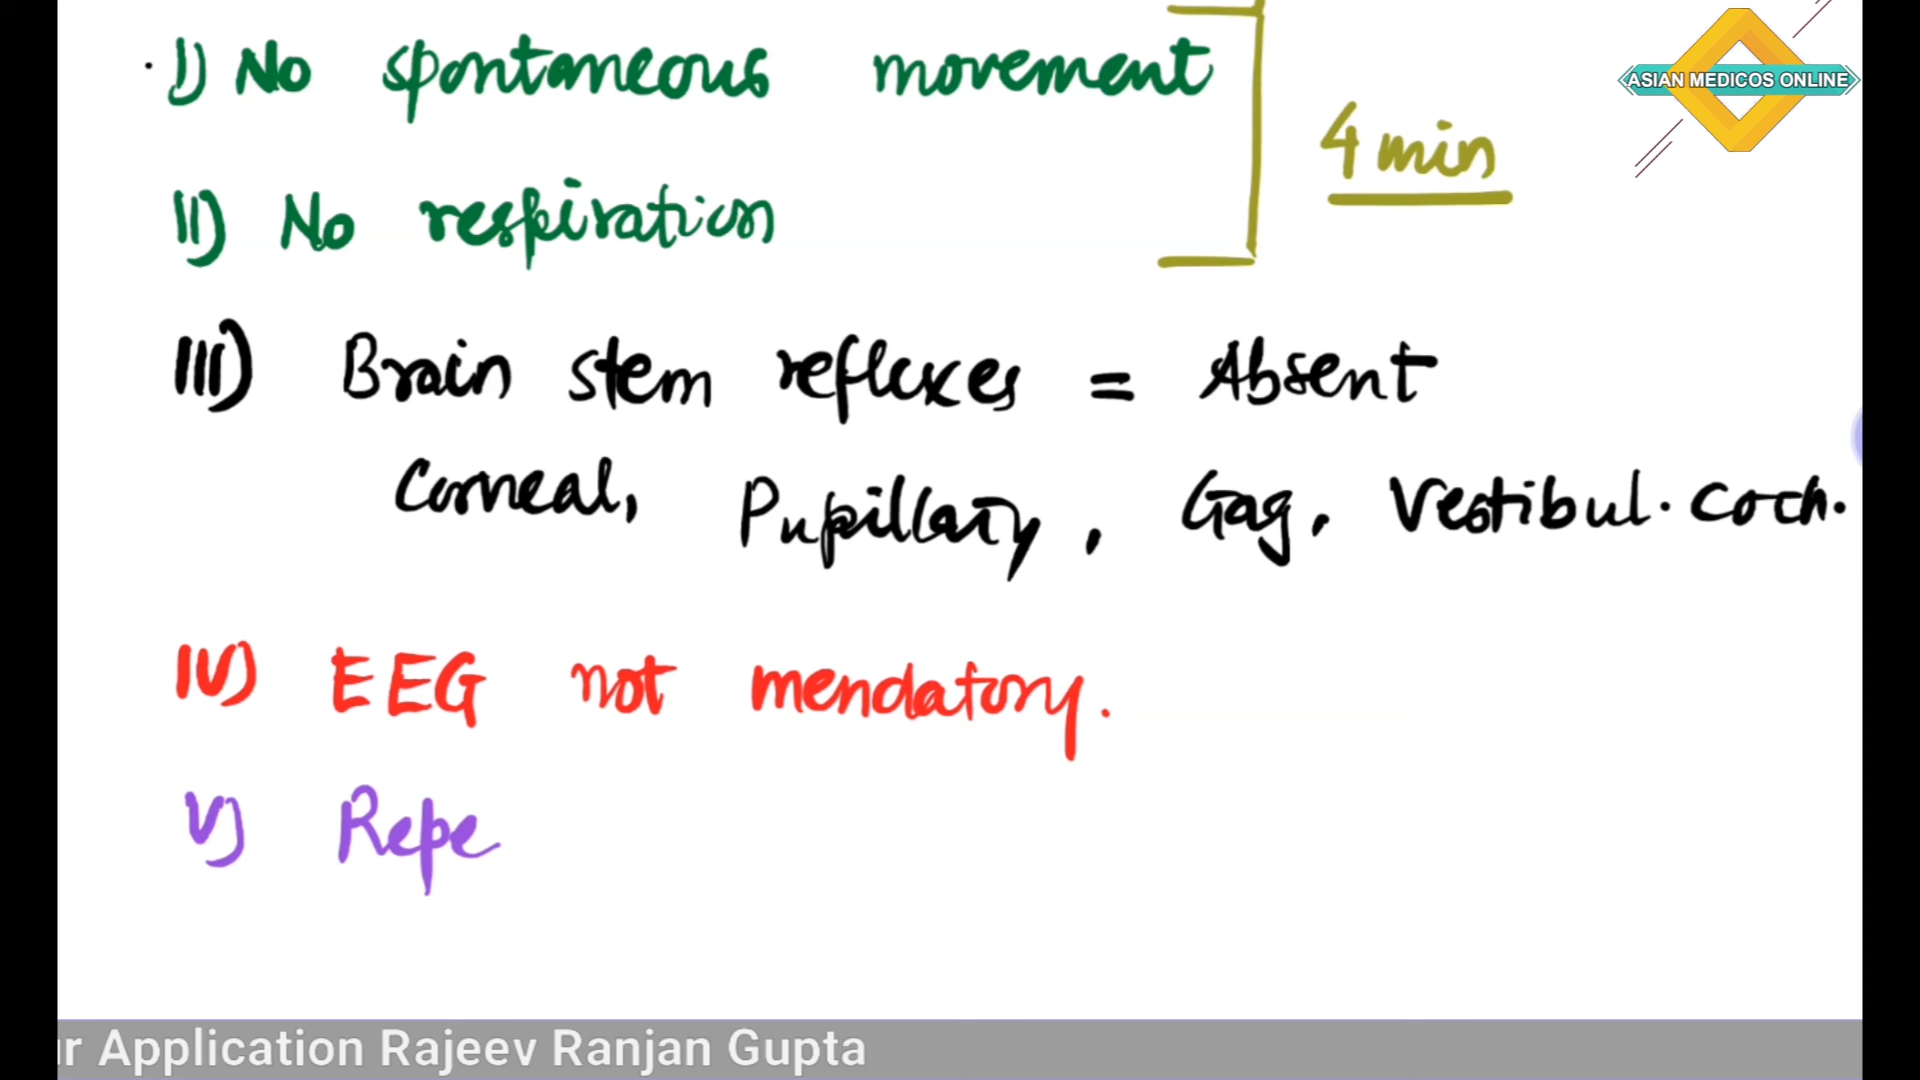 I) No spontaneous movement
4 min
II) No respiration
III) Brain stem reflexes = Absent
Corneal, Pupillary, Gag, Vestibul. Coch.
IV) EEG not mendatory.
V) Repe
ASIAN MEDICOS ONLINE
r Application Rajeev Ranjan Gupta